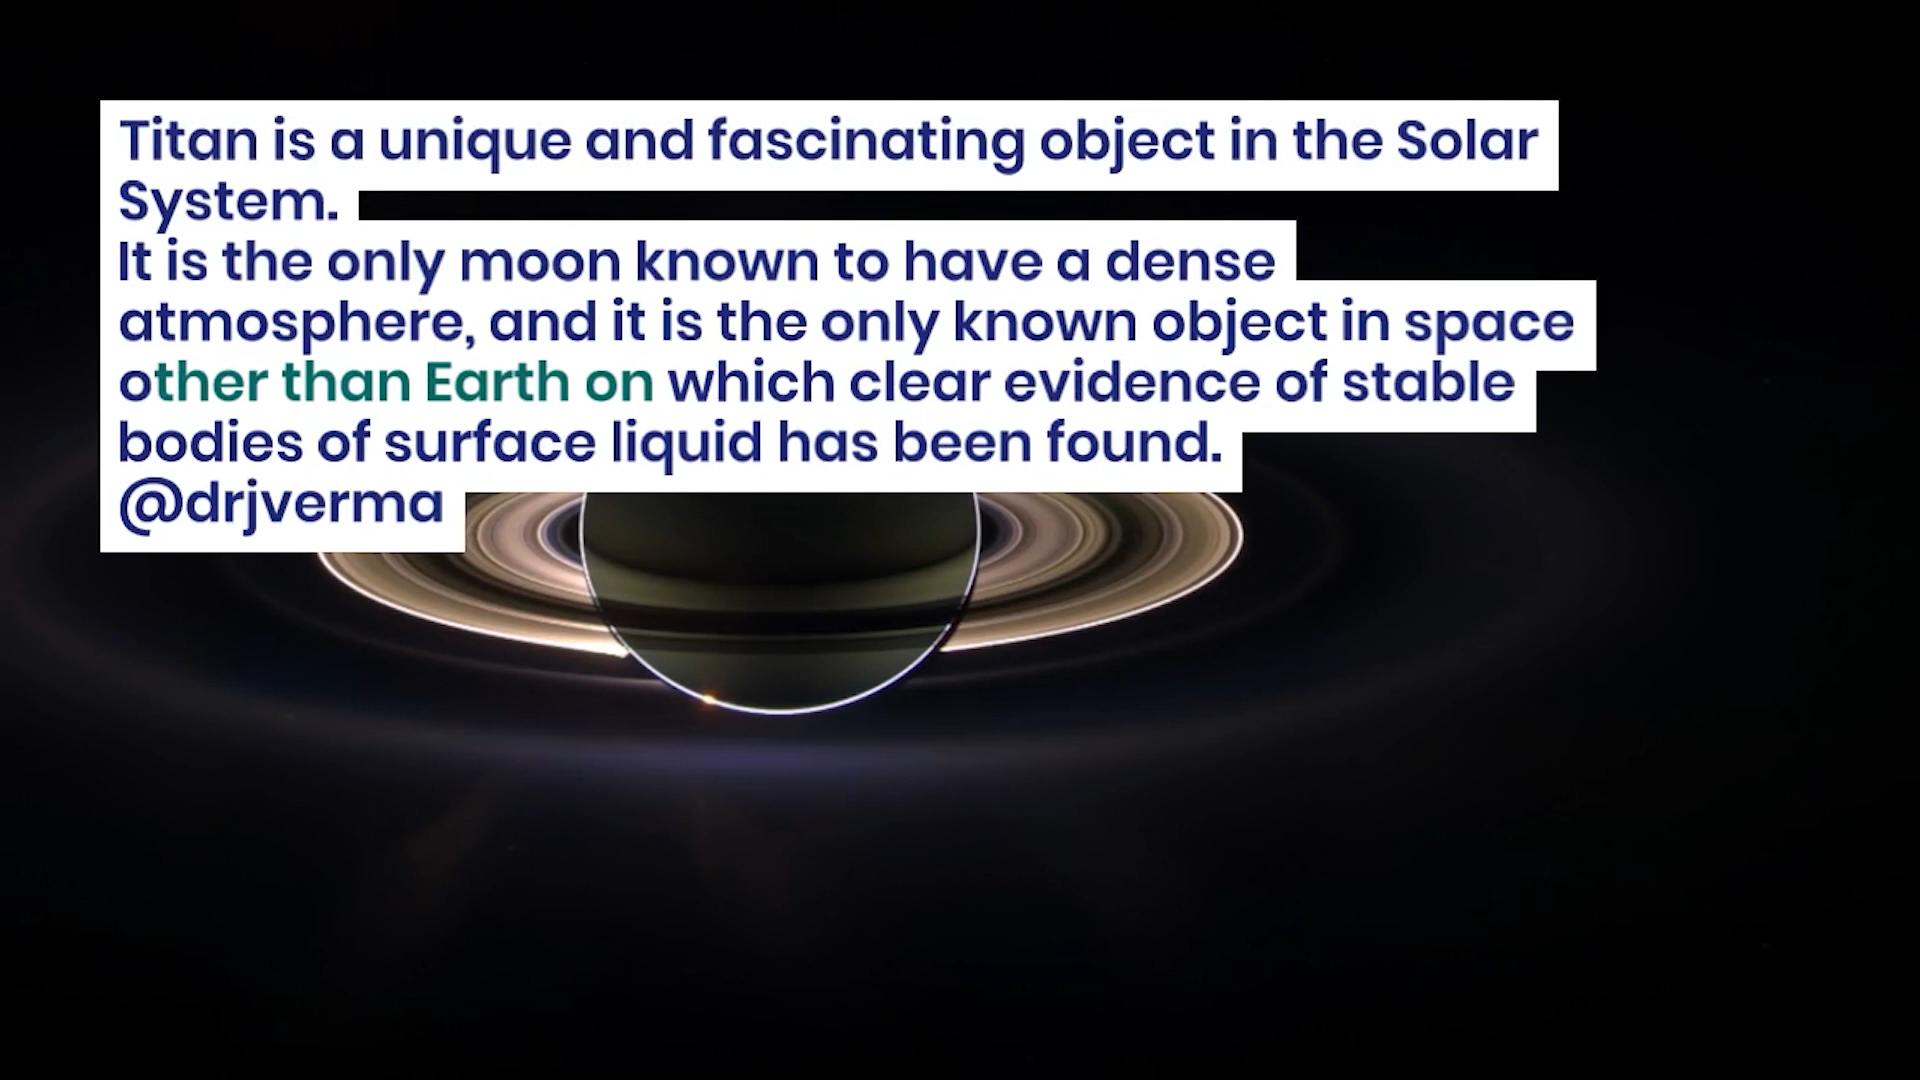 Titan is a unique and fascinating object in the Solar
System.
It is the only moon known to have a dense
atmosphere, and it is the only known object in space
other than Earth on which clear evidence of stable
bodies of surface liquid has been found.
@drjverma